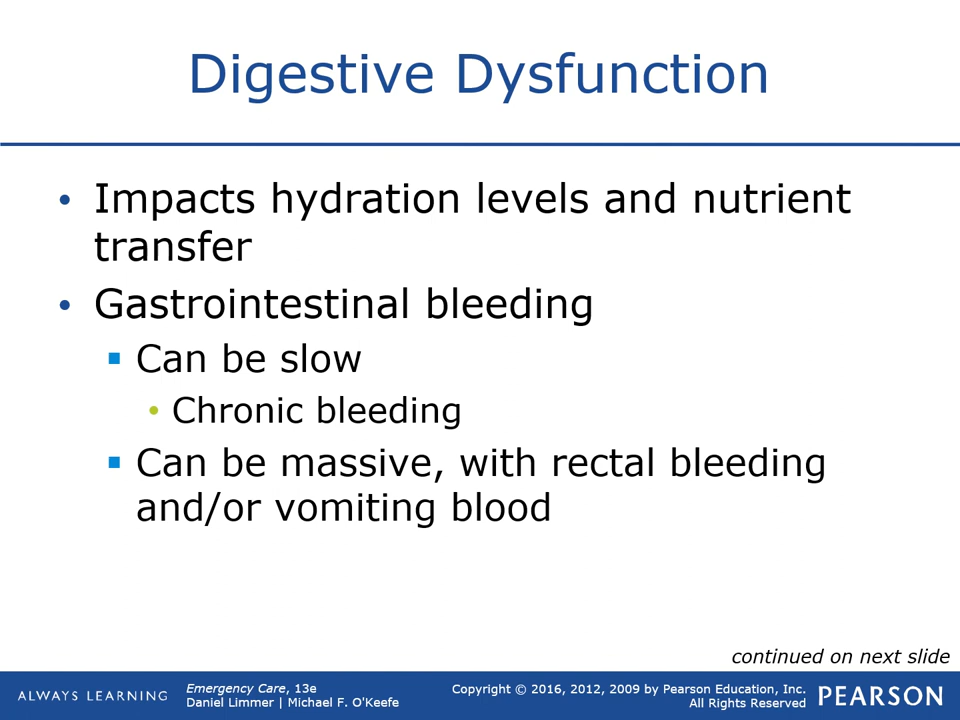 Digestive Dysfunction
• Impacts hydration levels and nutrient
transfer
• Gastrointestinal bleeding
▪ Can be slow
• Chronic bleeding
▪ Can be massive, with rectal bleeding
and/or vomiting blood
continued on next slide
ALWAYS LEARNING
Emergency Care, 13e
Daniel Limmer | Michael F. O'Keefe
Copyright © 2016, 2012, 2009 by Pearson Education, Inc.
All Rights Reserved
PEARSON